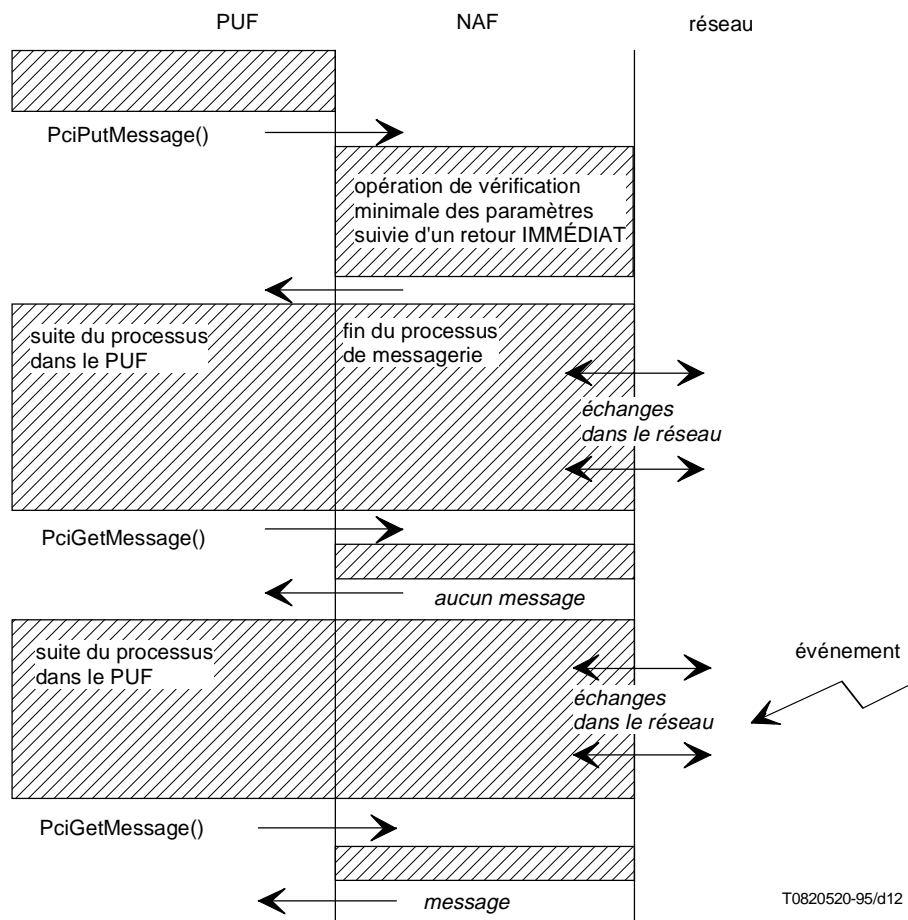 PUF
NAF
réseau
PciPutMessage()
opération de vérification
minimale des paramètres
suivie d'un retour IMMÉDIAT
suite du processus
dans le PUF
fin du processus
de messagerie
échanges
dans le réseau
PciGetMessage()
aucun message
suite du processus
dans le PUF
événement
échanges
dans le réseau
PciGetMessage()
message
T0820520-95/d12